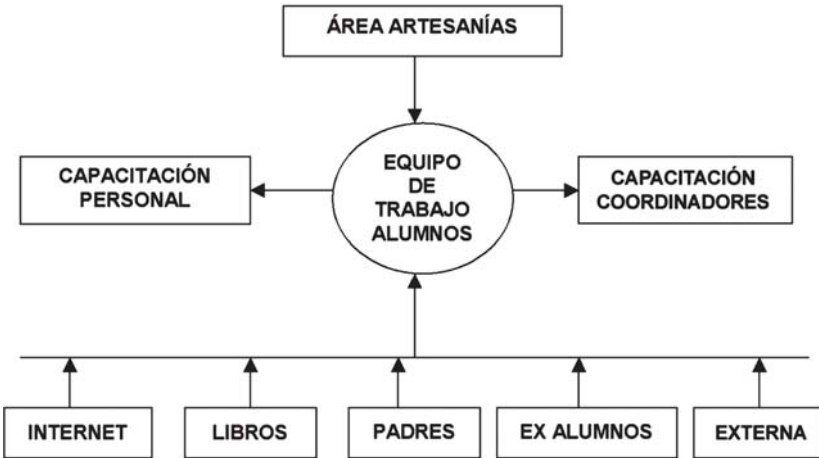 ÁREA ARTESANÍAS
EQUIPO
DE
TRABAJO
ALUMNOS
CAPACITACIÓN
PERSONAL
CAPACITACIÓN
COORDINADORES
INTERNET
LIBROS
PADRES
EX ALUMNOS
EXTERNA